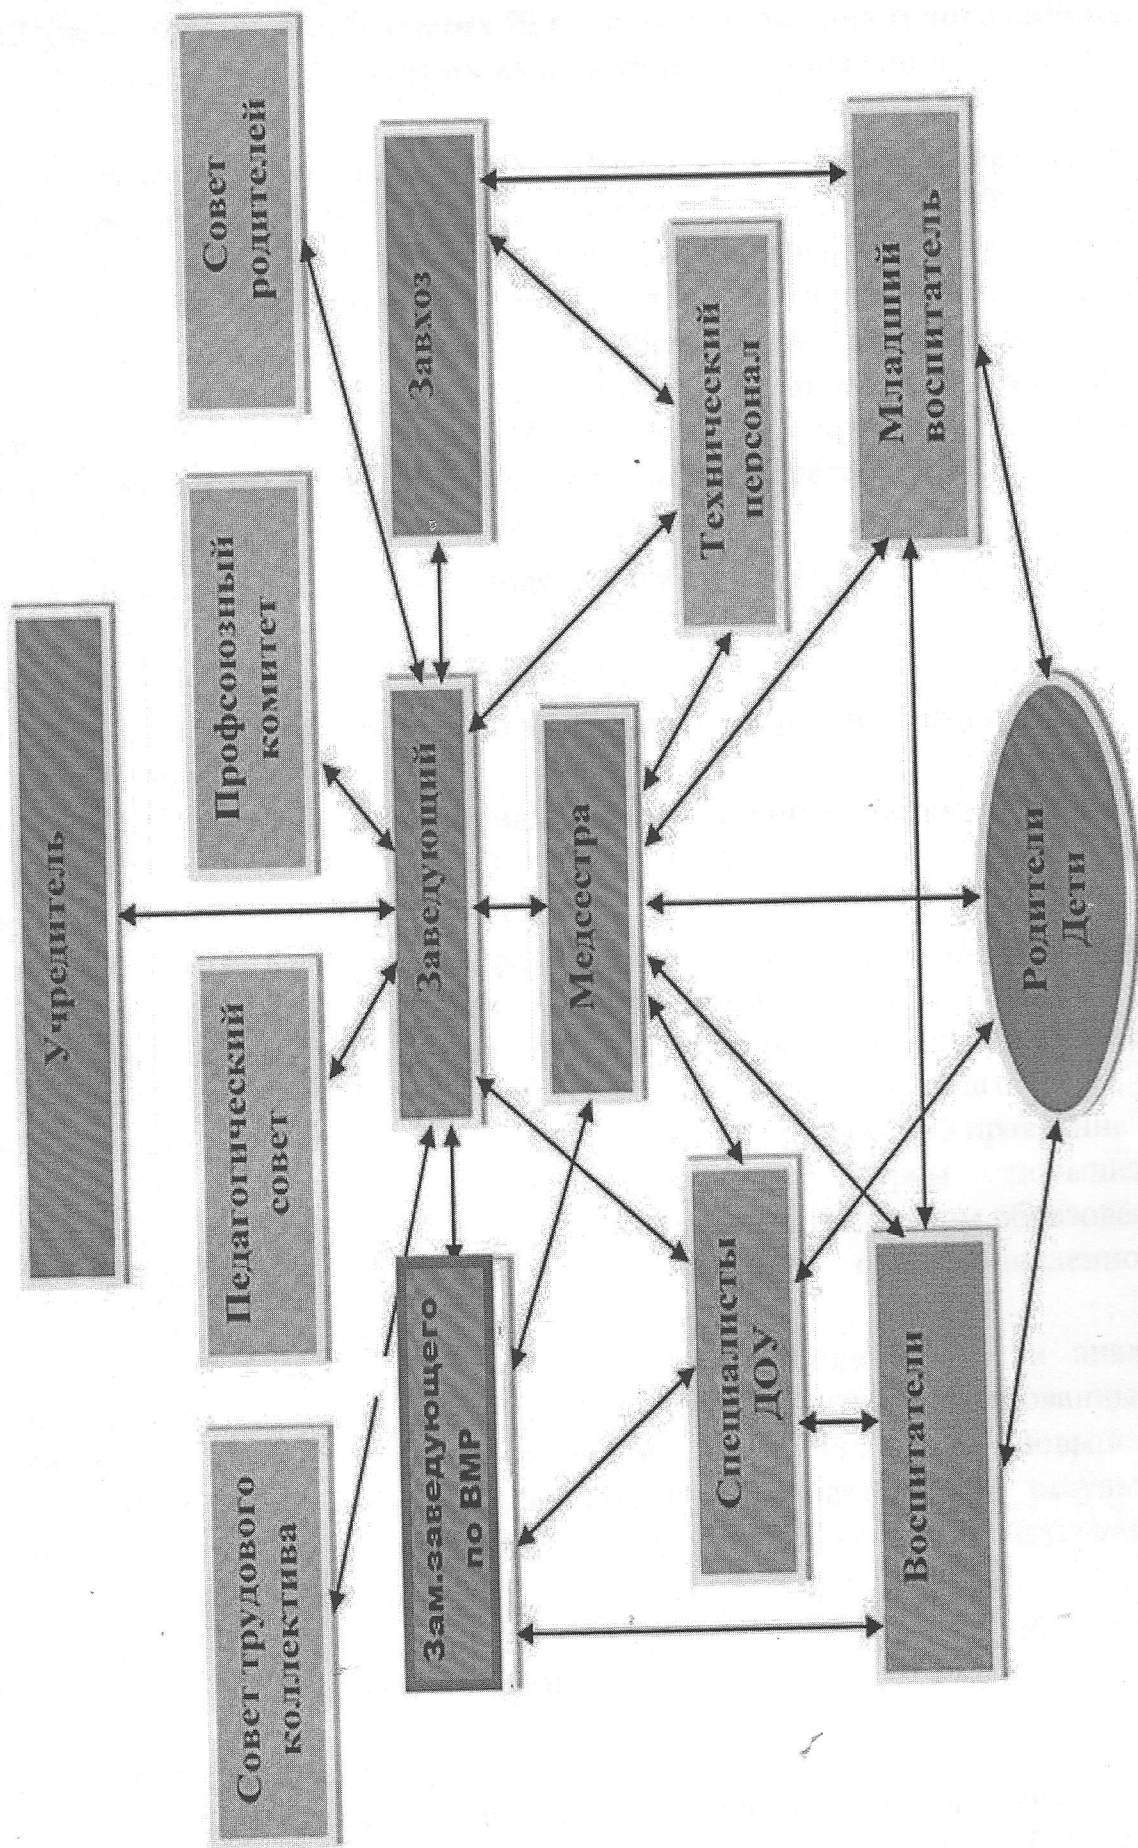 Учредитель
Совет трудового
коллектива
Педагогический
совет
Профсоюзный
комитет
Совет
родителей
Зам.заведующего
по ВМР
Заведующий
Завхоз
Медсестра
Специалисты
ДОУ
Технический
персонал
Воспитатели
Младший
воспитатель
Родители
Дети